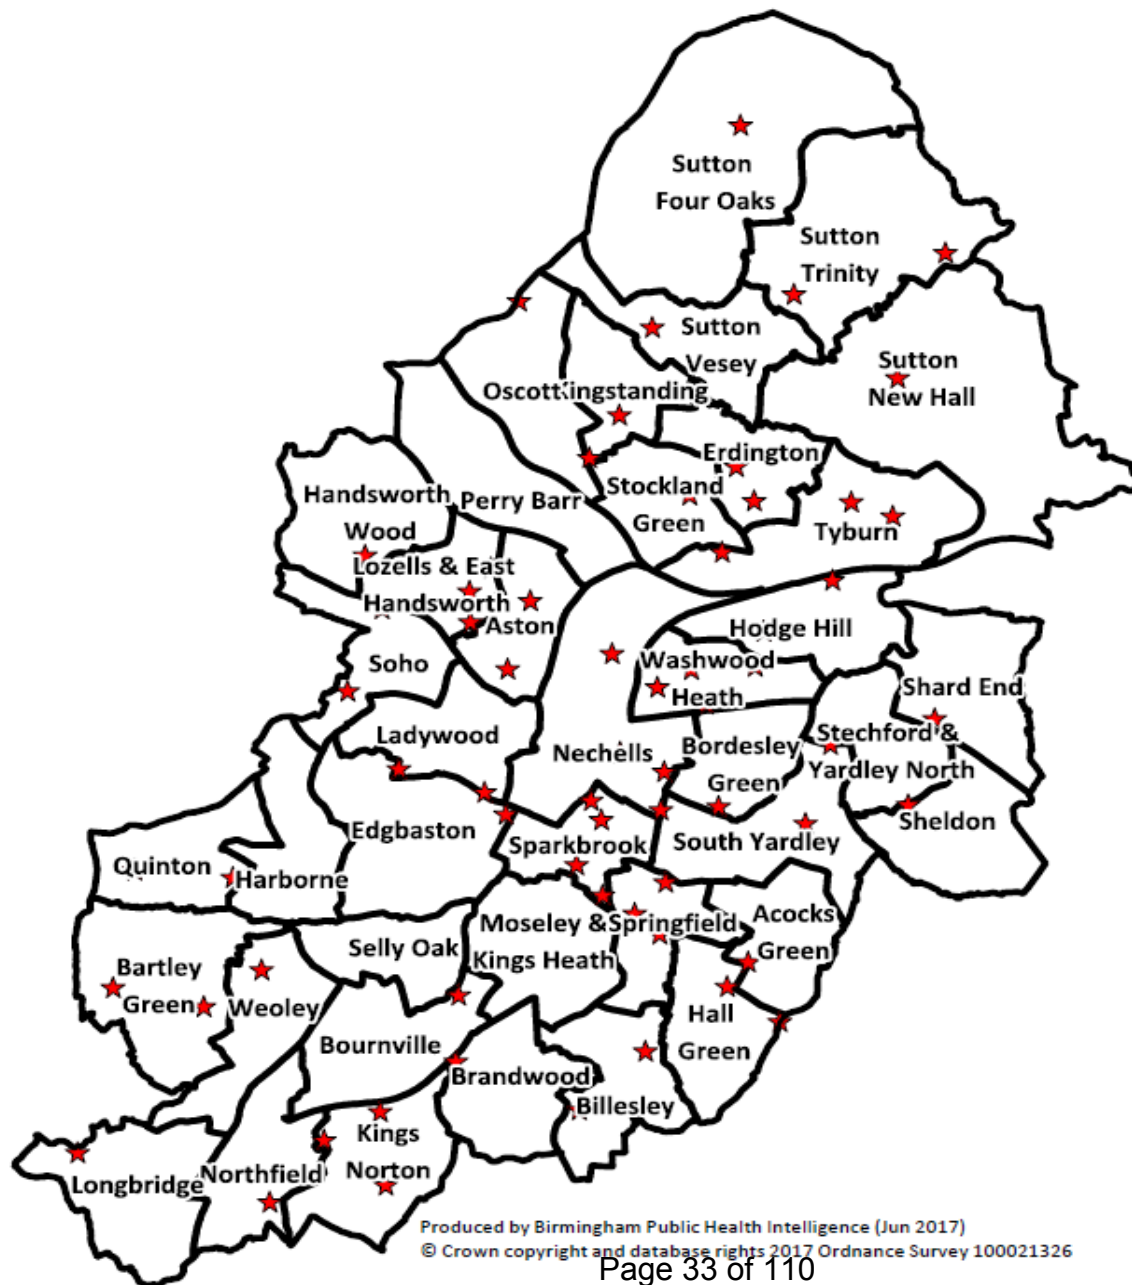 Sutton
Four Oaks
Sutton
Trinity
Sutton
Vesey
Sutton
New Hall
Oscott
Kingstanding
Erdington
Stockland
Green
Handsworth
Wood
Perry Barr
Tyburn
Lozells & East
Handsworth
Aston
Hodge Hill
Soho
Washwood
Heath
Shard End
Ladywood
Nechells
Bordesley
Green
Stechford &
Yardley North
Edgbaston
Sparkbrook
South Yardley
Sheldon
Quinton
Harborne
Moseley &
Kings Heath
Springfield
Acocks
Green
Selly Oak
Bartley
Green
Weoley
Hall
Green
Bournville
Brandwood
Billesley
Kings
Norton
Northfield
Longbridge
Produced by Birmingham Public Health Intelligence (Jun 2017)
© Crown copyright and database rights 2017 Ordnance Survey 100021326
Page 33 of 110